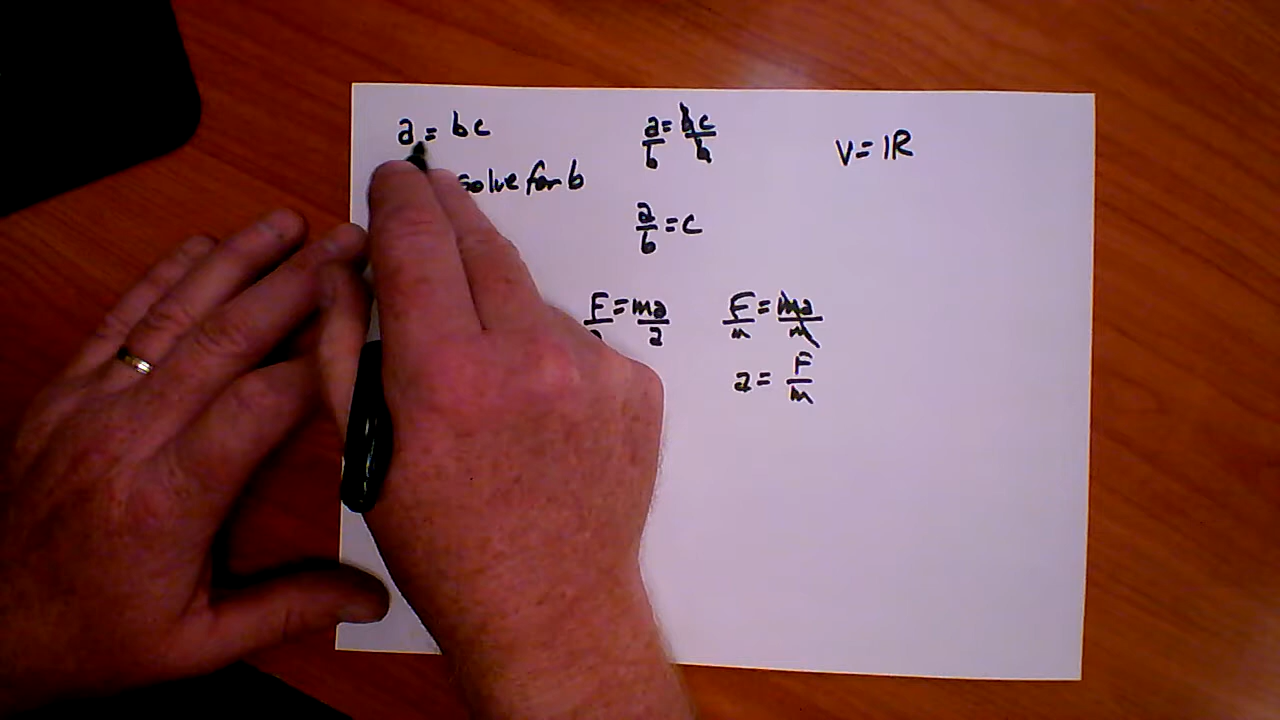 a = bc
solve for b
a/b = bc/b
a/b = c
V = IR
F = ma/a
F/m = ma/m
a = F/m